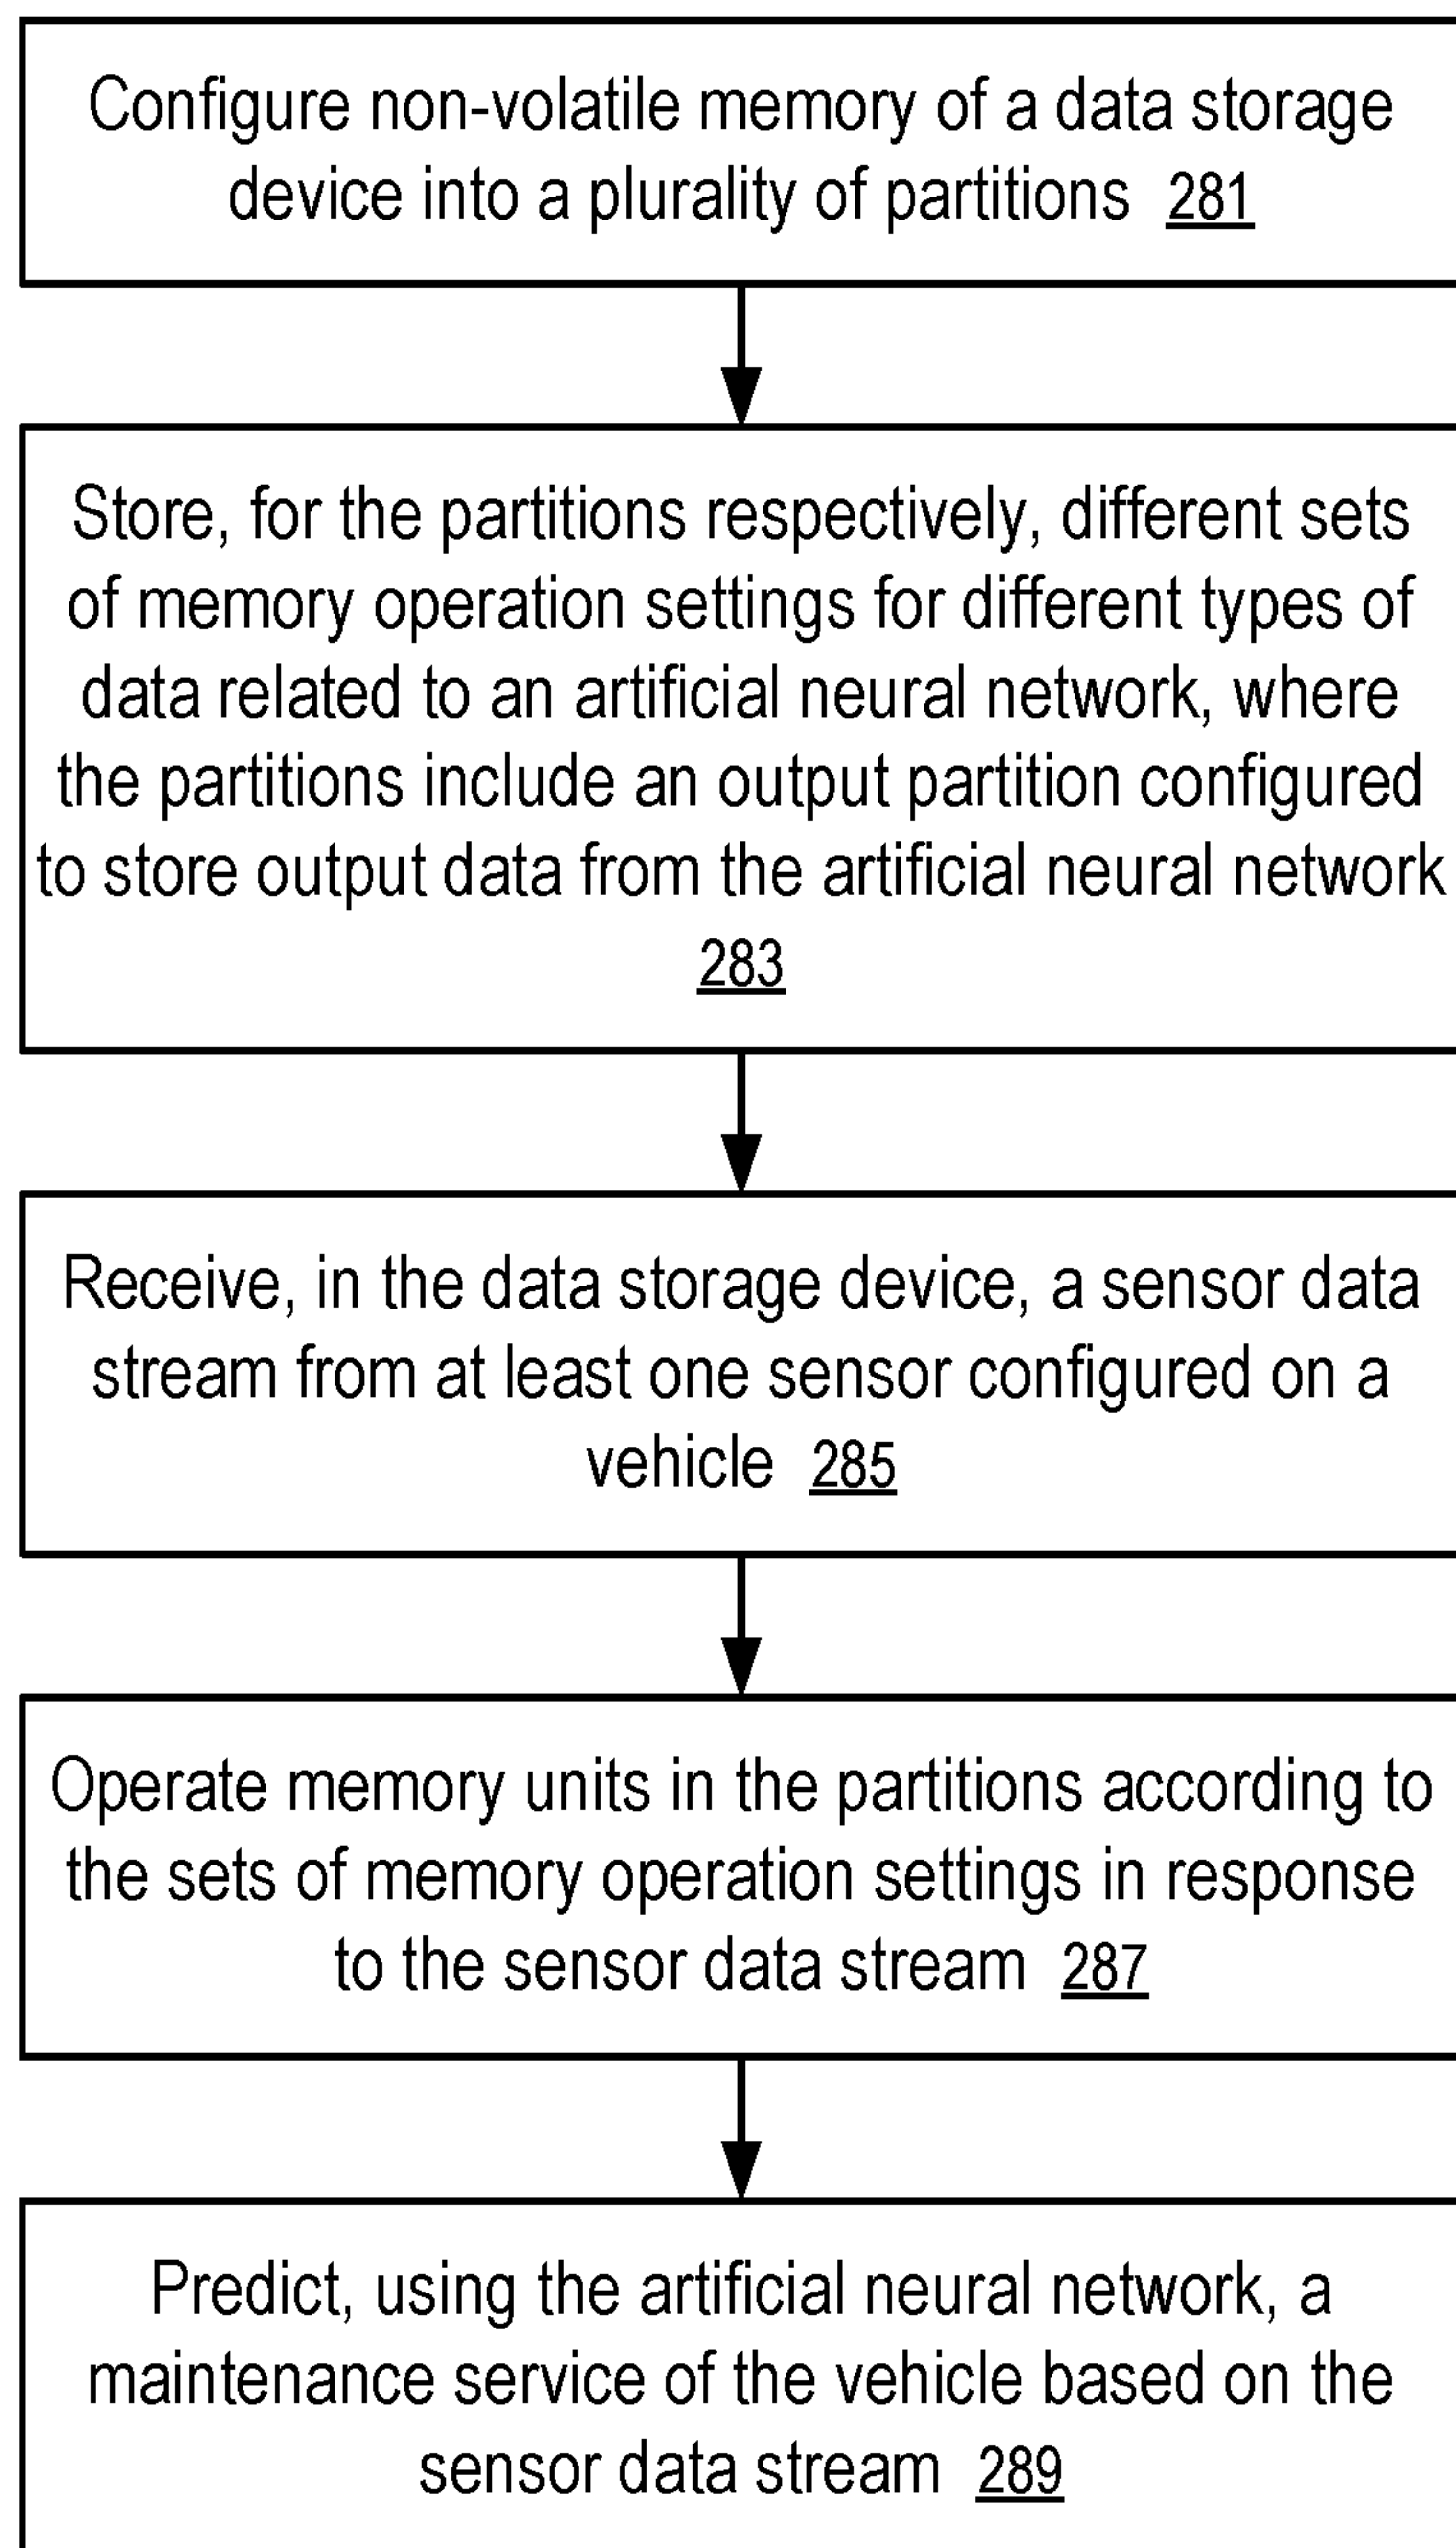 Configure non-volatile memory of a data storage
device into a plurality of partitions 281
Store, for the partitions respectively, different sets
of memory operation settings for different types of
data related to an artificial neural network, where
the partitions include an output partition configured
to store output data from the artificial neural network
283
Receive, in the data storage device, a sensor data
stream from at least one sensor configured on a
vehicle 285
Operate memory units in the partitions according to
the sets of memory operation settings in response
to the sensor data stream 287
Predict, using the artificial neural network, a
maintenance service of the vehicle based on the
sensor data stream 289